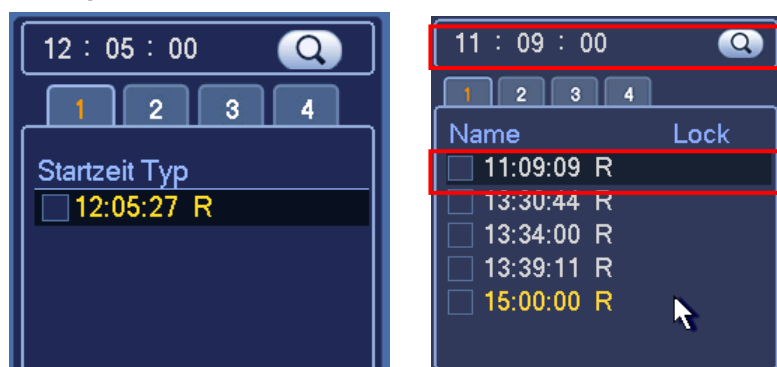 12 : 05 : 00
1 2 3 4
Startzeit Typ
12:05:27 R
11 : 09 : 00
1 2 3 4
Name Lock
11:09:09 R
13:30:44 R
13:34:00 R
13:39:11 R
15:00:00 R